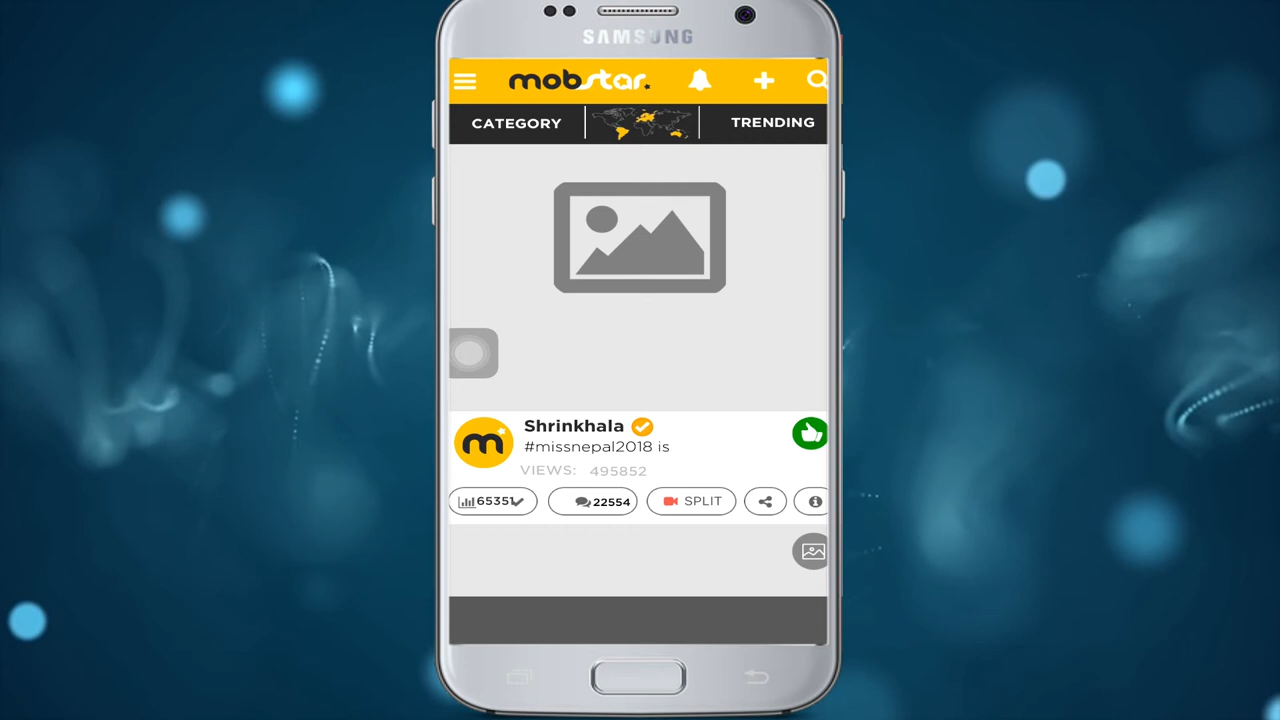 SAMSUNG
mobstar
CATEGORY
TRENDING
Shrinkhala
#missnepal2018 is
VIEWS: 495852
65351
22554
SPLIT